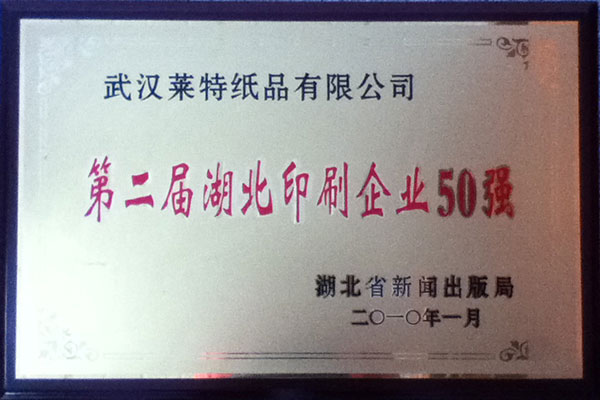 武汉莱特纸品有限公司
第二届湖北印刷企业50强
湖北省新闻出版局
二〇一〇年一月